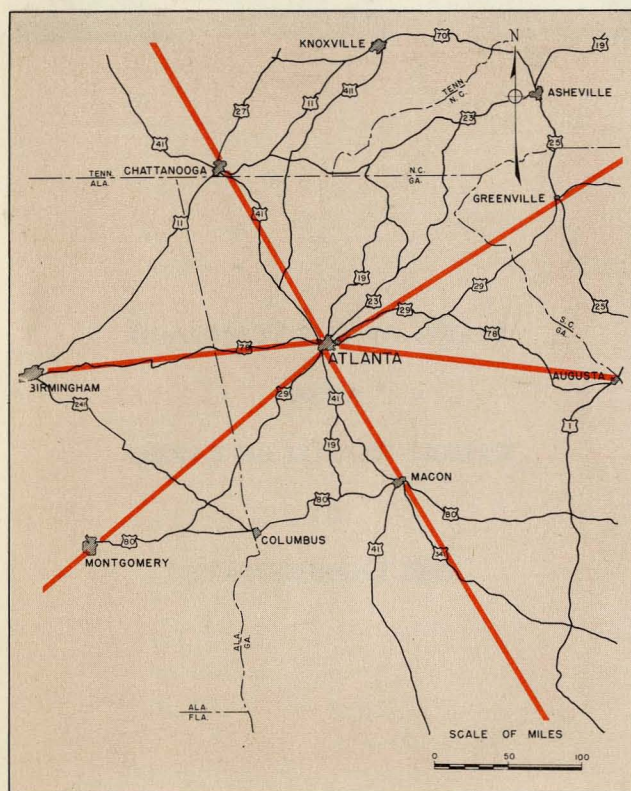 KNOXVILLE
70
N
19
ASHEVILLE
TENN.
N.C.
27
11
411
23
41
25
TENN.
ALA.
CHATTANOOGA
N.C.
GA.
GREENVILLE
11
41
19
23
29
29
25
78
78
S.C.
GA.
ATLANTA
BIRMINGHAM
AUGUSTA
241
29
41
1
19
MACON
80
80
80
COLUMBUS
MONTGOMERY
41
341
ALA.
GA.
ALA.
FLA.
SCALE OF MILES
0 50 100